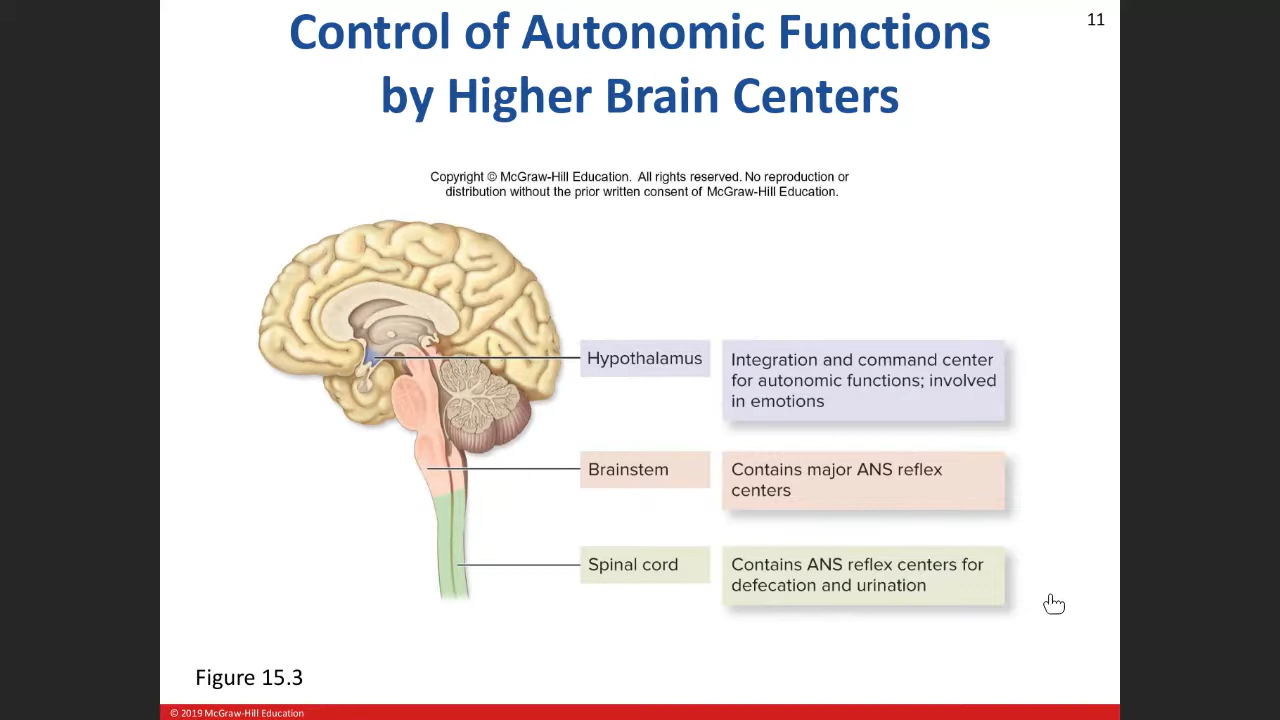 Control of Autonomic Functions
11
by Higher Brain Centers
Copyright © McGraw-Hill Education. All rights reserved. No reproduction or
distribution without the prior written consent of McGraw-Hill Education.
Hypothalamus
Integration and command center
for autonomic functions; involved
in emotions
Brainstem
Contains major ANS reflex
centers
Spinal cord
Contains ANS reflex centers for
defecation and urination
Figure 15.3
© 2019 McGraw-Hill Education